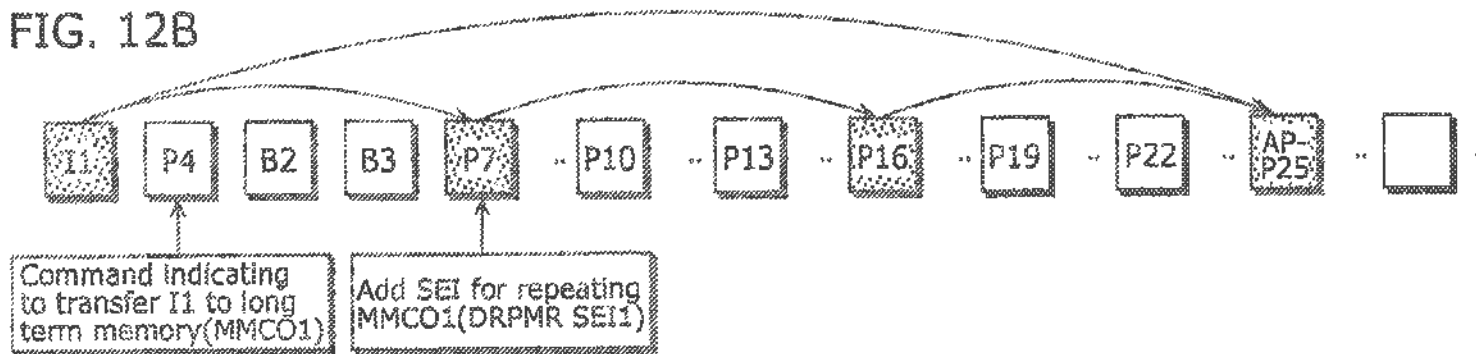 FIG. 12B
I1 P4 B2 B3 P7 P10 P13 P16 P19 P22 AP-
P25
Command indicating
to transfer I1 to long
term memory(MMCO1)
Add SEI for repeating
MMCO1(DRPMR SEI1)